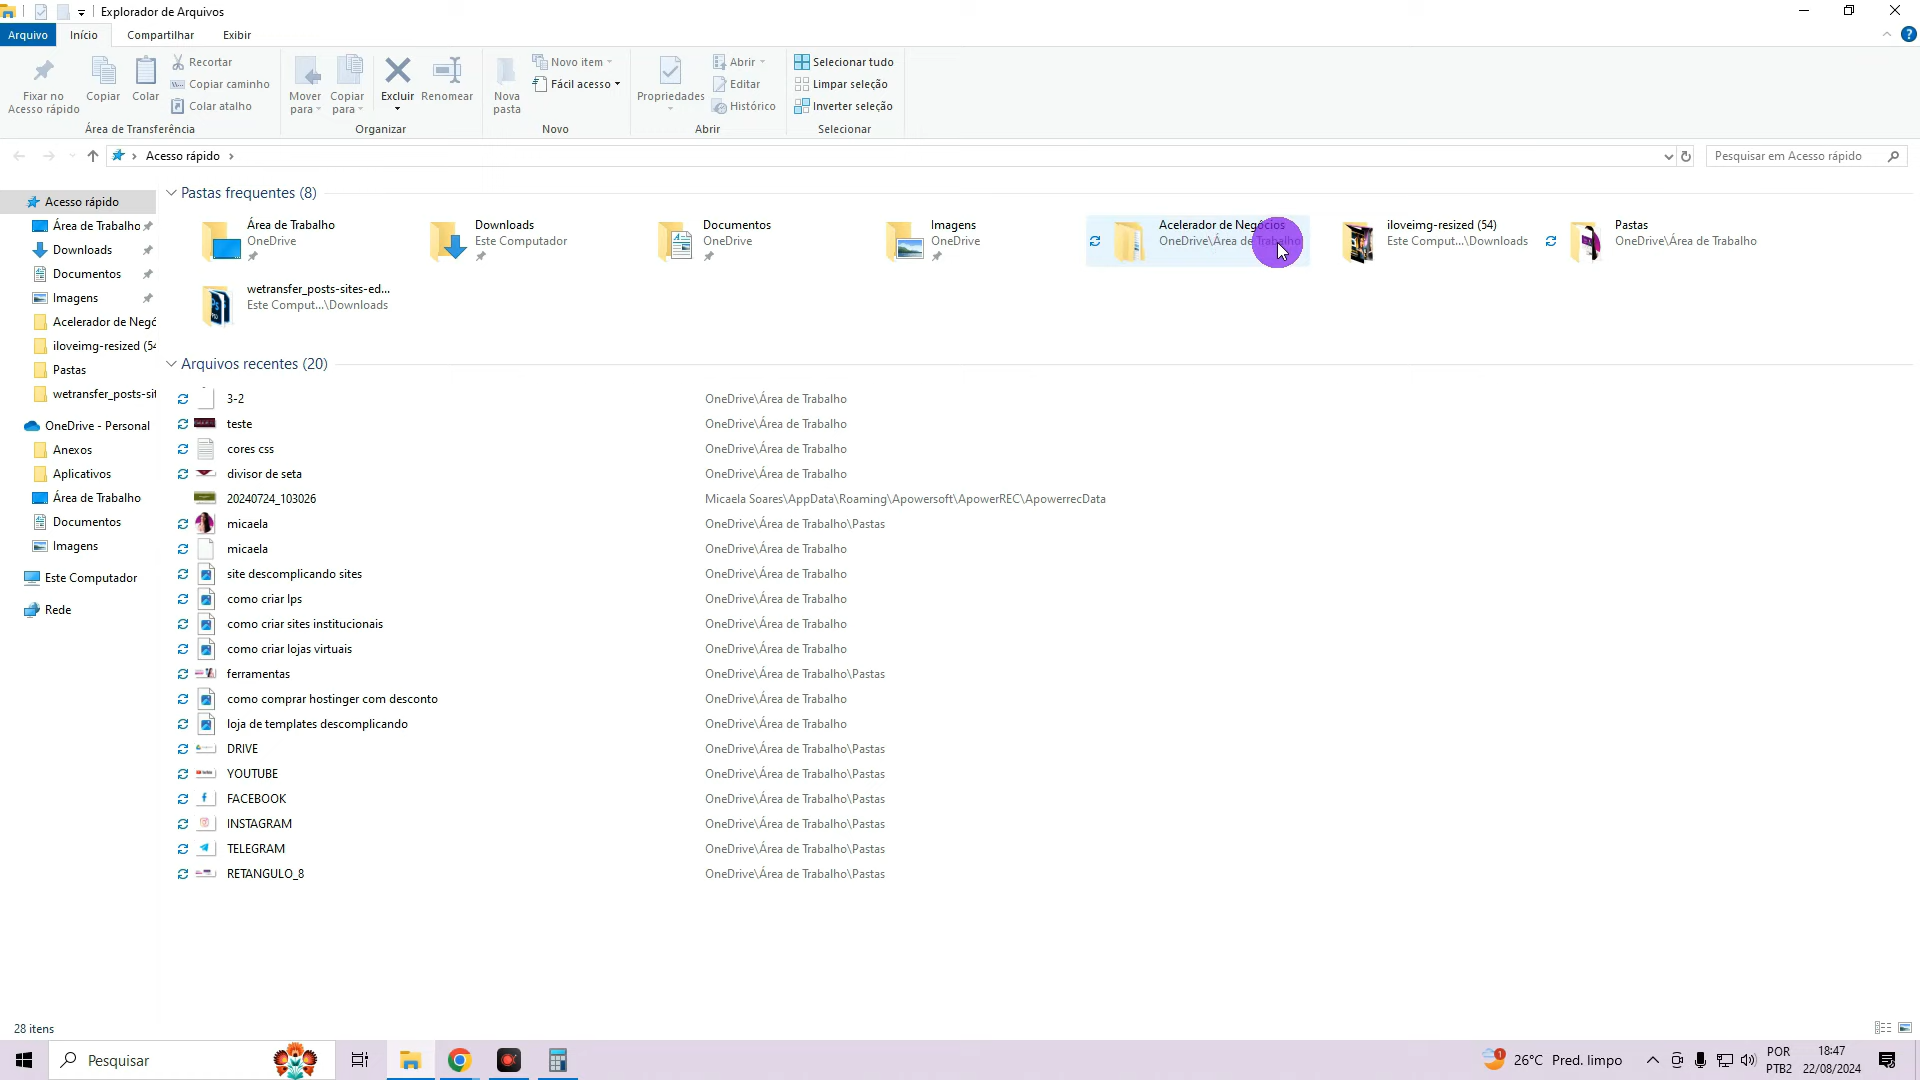 Explorador de Arquivos
Arquivo Início Compartilhar Exibir
Fixar no Acesso rápido
Copiar
Colar
Recortar
Copiar caminho
Colar atalho
Área de Transferência
Mover para
Copiar para
Excluir
Renomear
Organizar
Nova pasta
Novo item
Fácil acesso
Novo
Propriedades
Abrir
Editar
Histórico
Abrir
Selecionar tudo
Limpar seleção
Inverter seleção
Selecionar
Acesso rápido
Pesquisar em Acesso rápido
Acesso rápido
Área de Trabalho
Downloads
Documentos
Imagens
Acelerador de Negó
iloveimg-resized (54
Pastas
wetransfer_posts-sit
OneDrive - Personal
Anexos
Aplicativos
Área de Trabalho
Documentos
Imagens
Este Computador
Rede
Pastas frequentes (8)
Área de Trabalho
OneDrive
Downloads
Este Computador
Documentos
OneDrive
Imagens
OneDrive
Acelerador de Negócios
OneDrive\Área de Trabalho
iloveimg-resized (54)
Este Comput...\Downloads
Pastas
OneDrive\Área de Trabalho
wetransfer_posts-sites-ed...
Este Comput...\Downloads
Arquivos recentes (20)
3-2 OneDrive\Área de Trabalho
teste OneDrive\Área de Trabalho
cores css OneDrive\Área de Trabalho
divisor de seta OneDrive\Área de Trabalho
20240724_103026 Micaela Soares\AppData\Roaming\Apowersoft\ApowerREC\ApowerrecData
micaela OneDrive\Área de Trabalho\Pastas
micaela OneDrive\Área de Trabalho
site descomplicando sites OneDrive\Área de Trabalho
como criar lps OneDrive\Área de Trabalho
como criar sites institucionais OneDrive\Área de Trabalho
como criar lojas virtuais OneDrive\Área de Trabalho
ferramentas OneDrive\Área de Trabalho\Pastas
como comprar hostinger com desconto OneDrive\Área de Trabalho
loja de templates descomplicando OneDrive\Área de Trabalho
DRIVE OneDrive\Área de Trabalho\Pastas
YOUTUBE OneDrive\Área de Trabalho\Pastas
FACEBOOK OneDrive\Área de Trabalho\Pastas
INSTAGRAM OneDrive\Área de Trabalho\Pastas
TELEGRAM OneDrive\Área de Trabalho\Pastas
RETANGULO_8 OneDrive\Área de Trabalho\Pastas
28 itens
Pesquisar
1
26°C Pred. limpo
POR
PTB2
18:47
22/08/2024